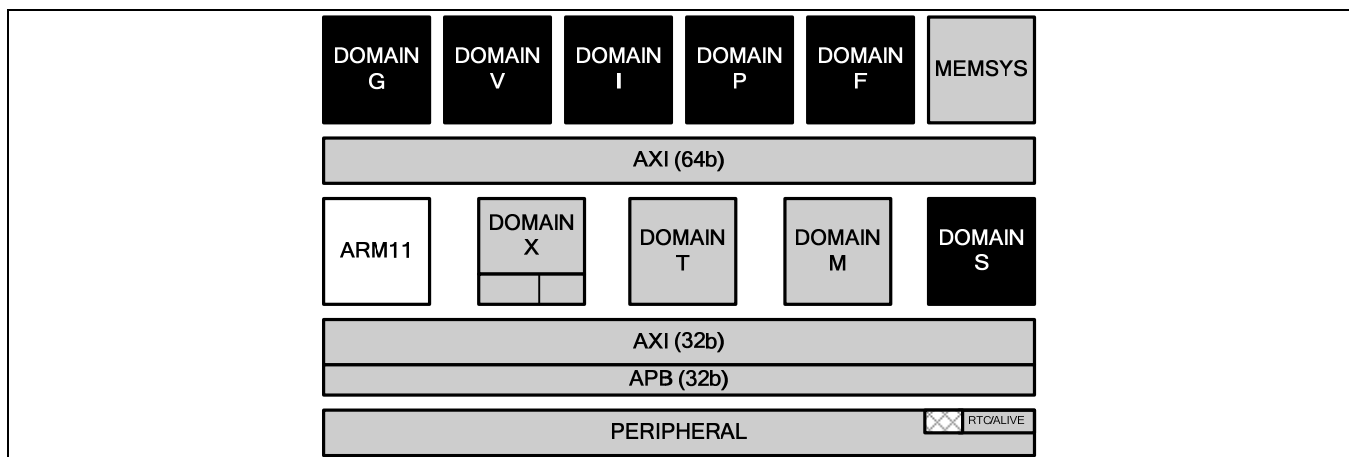 DOMAIN
G
DOMAIN
V
DOMAIN
I
DOMAIN
P
DOMAIN
F
MEMSYS
AXI (64b)
ARM11
DOMAIN
X
DOMAIN
T
DOMAIN
M
DOMAIN
S
AXI (32b)
APB (32b)
PERIPHERAL
RTC/ALIVE